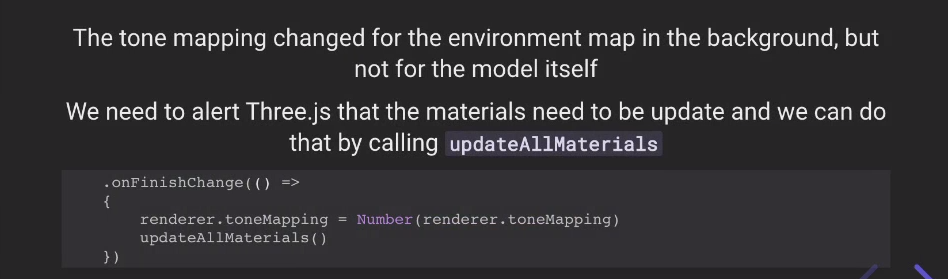 The tone mapping changed for the environment map in the background, but
not for the model itself
We need to alert Three.js that the materials need to be update and we can do
that by calling updateAllMaterials
.onFinishChange(() =>
{
    renderer.toneMapping = Number(renderer.toneMapping)
    updateAllMaterials()
})